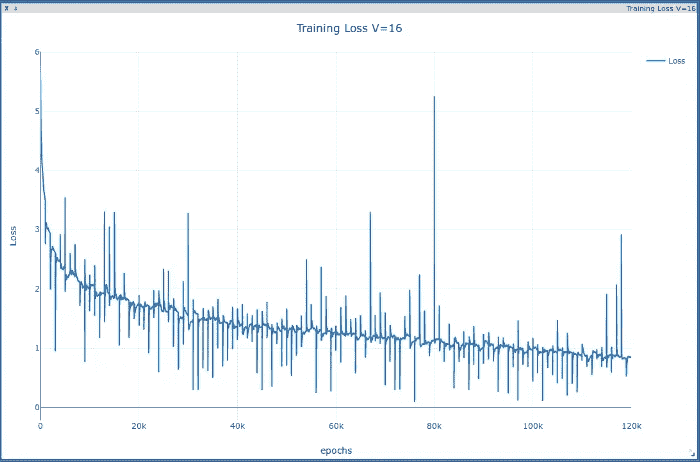 Training Loss V=16
Training Loss V=16
Loss
6
5
4
3
2
1
0
Loss
0
20k
40k
60k
80k
100k
120k
epochs